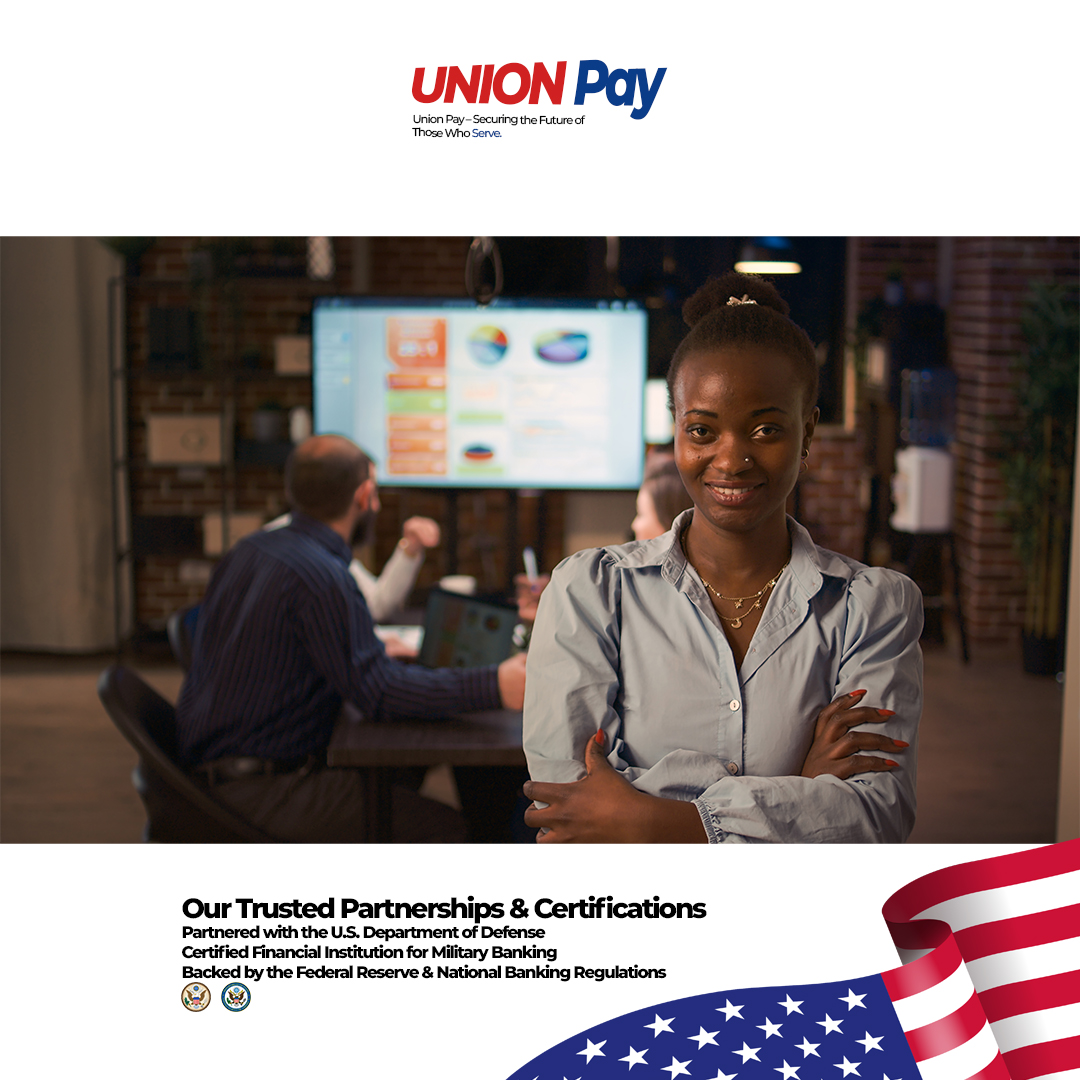 UNION Pay
Union Pay – Securing the Future of
Those Who Serve.
Our Trusted Partnerships & Certifications
Partnered with the U.S. Department of Defense
Certified Financial Institution for Military Banking
Backed by the Federal Reserve & National Banking Regulations